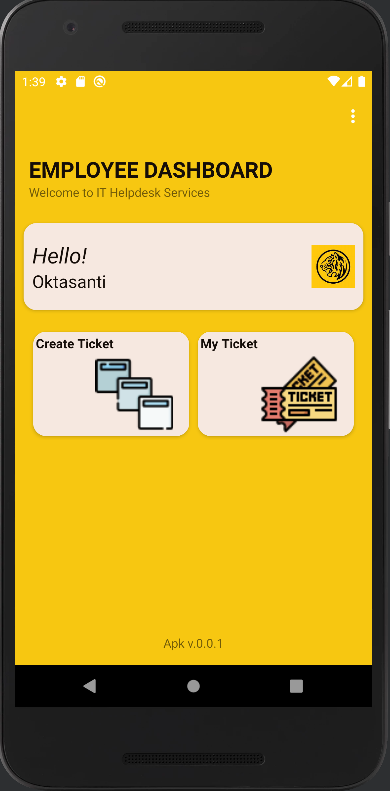 1:39
EMPLOYEE DASHBOARD
Welcome to IT Helpdesk Services
Hello!
Oktasanti
Create Ticket
My Ticket
TICKET
Apk v.0.0.1